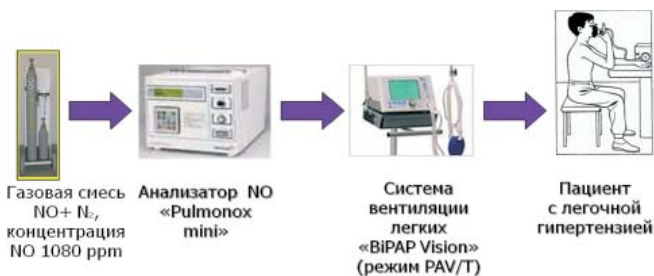 Газовая смесь
NO+ N₂,
концентрация
NO 1080 ppm
Анализатор NO
«Pulmonox
mini»
Система
вентиляции
легких
«BiPAP Vision»
(режим PAV/T)
Пациент
с легочной
гипертензией